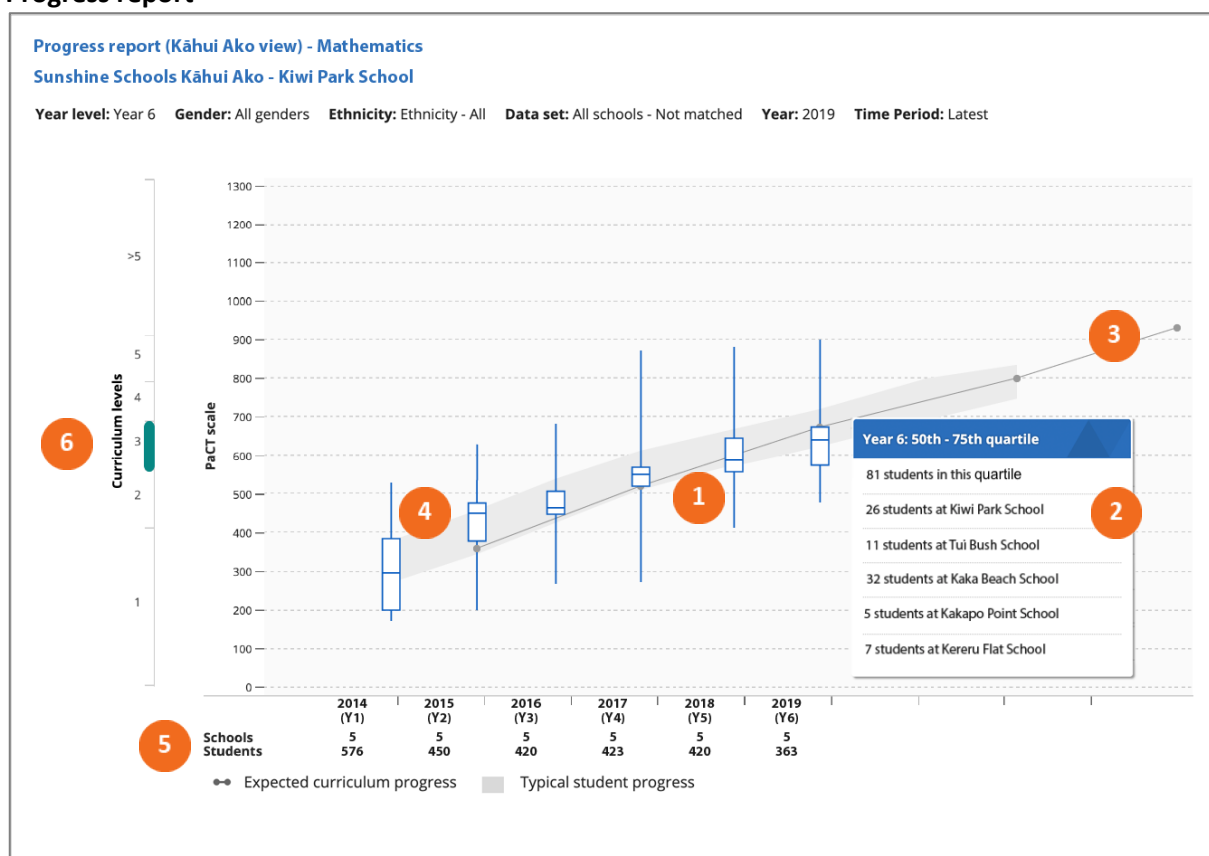 Progress report
Progress report (Kāhui Ako view) - Mathematics
Sunshine Schools Kāhui Ako - Kiwi Park School
Year level: Year 6 Gender: All genders Ethnicity: Ethnicity - All Data set: All schools - Not matched Year: 2019 Time Period: Latest
Curriculum levels
>5
5
4
3
2
1
6
PaCT scale
1300
1200
1100
1000
900
800
700
600
500
400
300
200
100
0
4
1
3
Year 6: 50th - 75th quartile
81 students in this quartile
26 students at Kiwi Park School
2
11 students at Tui Bush School
32 students at Kaka Beach School
5 students at Kakapo Point School
7 students at Kereru Flat School
2014 2015 2016 2017 2018 2019
(Y1) (Y2) (Y3) (Y4) (Y5) (Y6)
5
Schools 5 5 5 5 5 5
Students 576 450 420 423 420 363
Expected curriculum progress Typical student progress